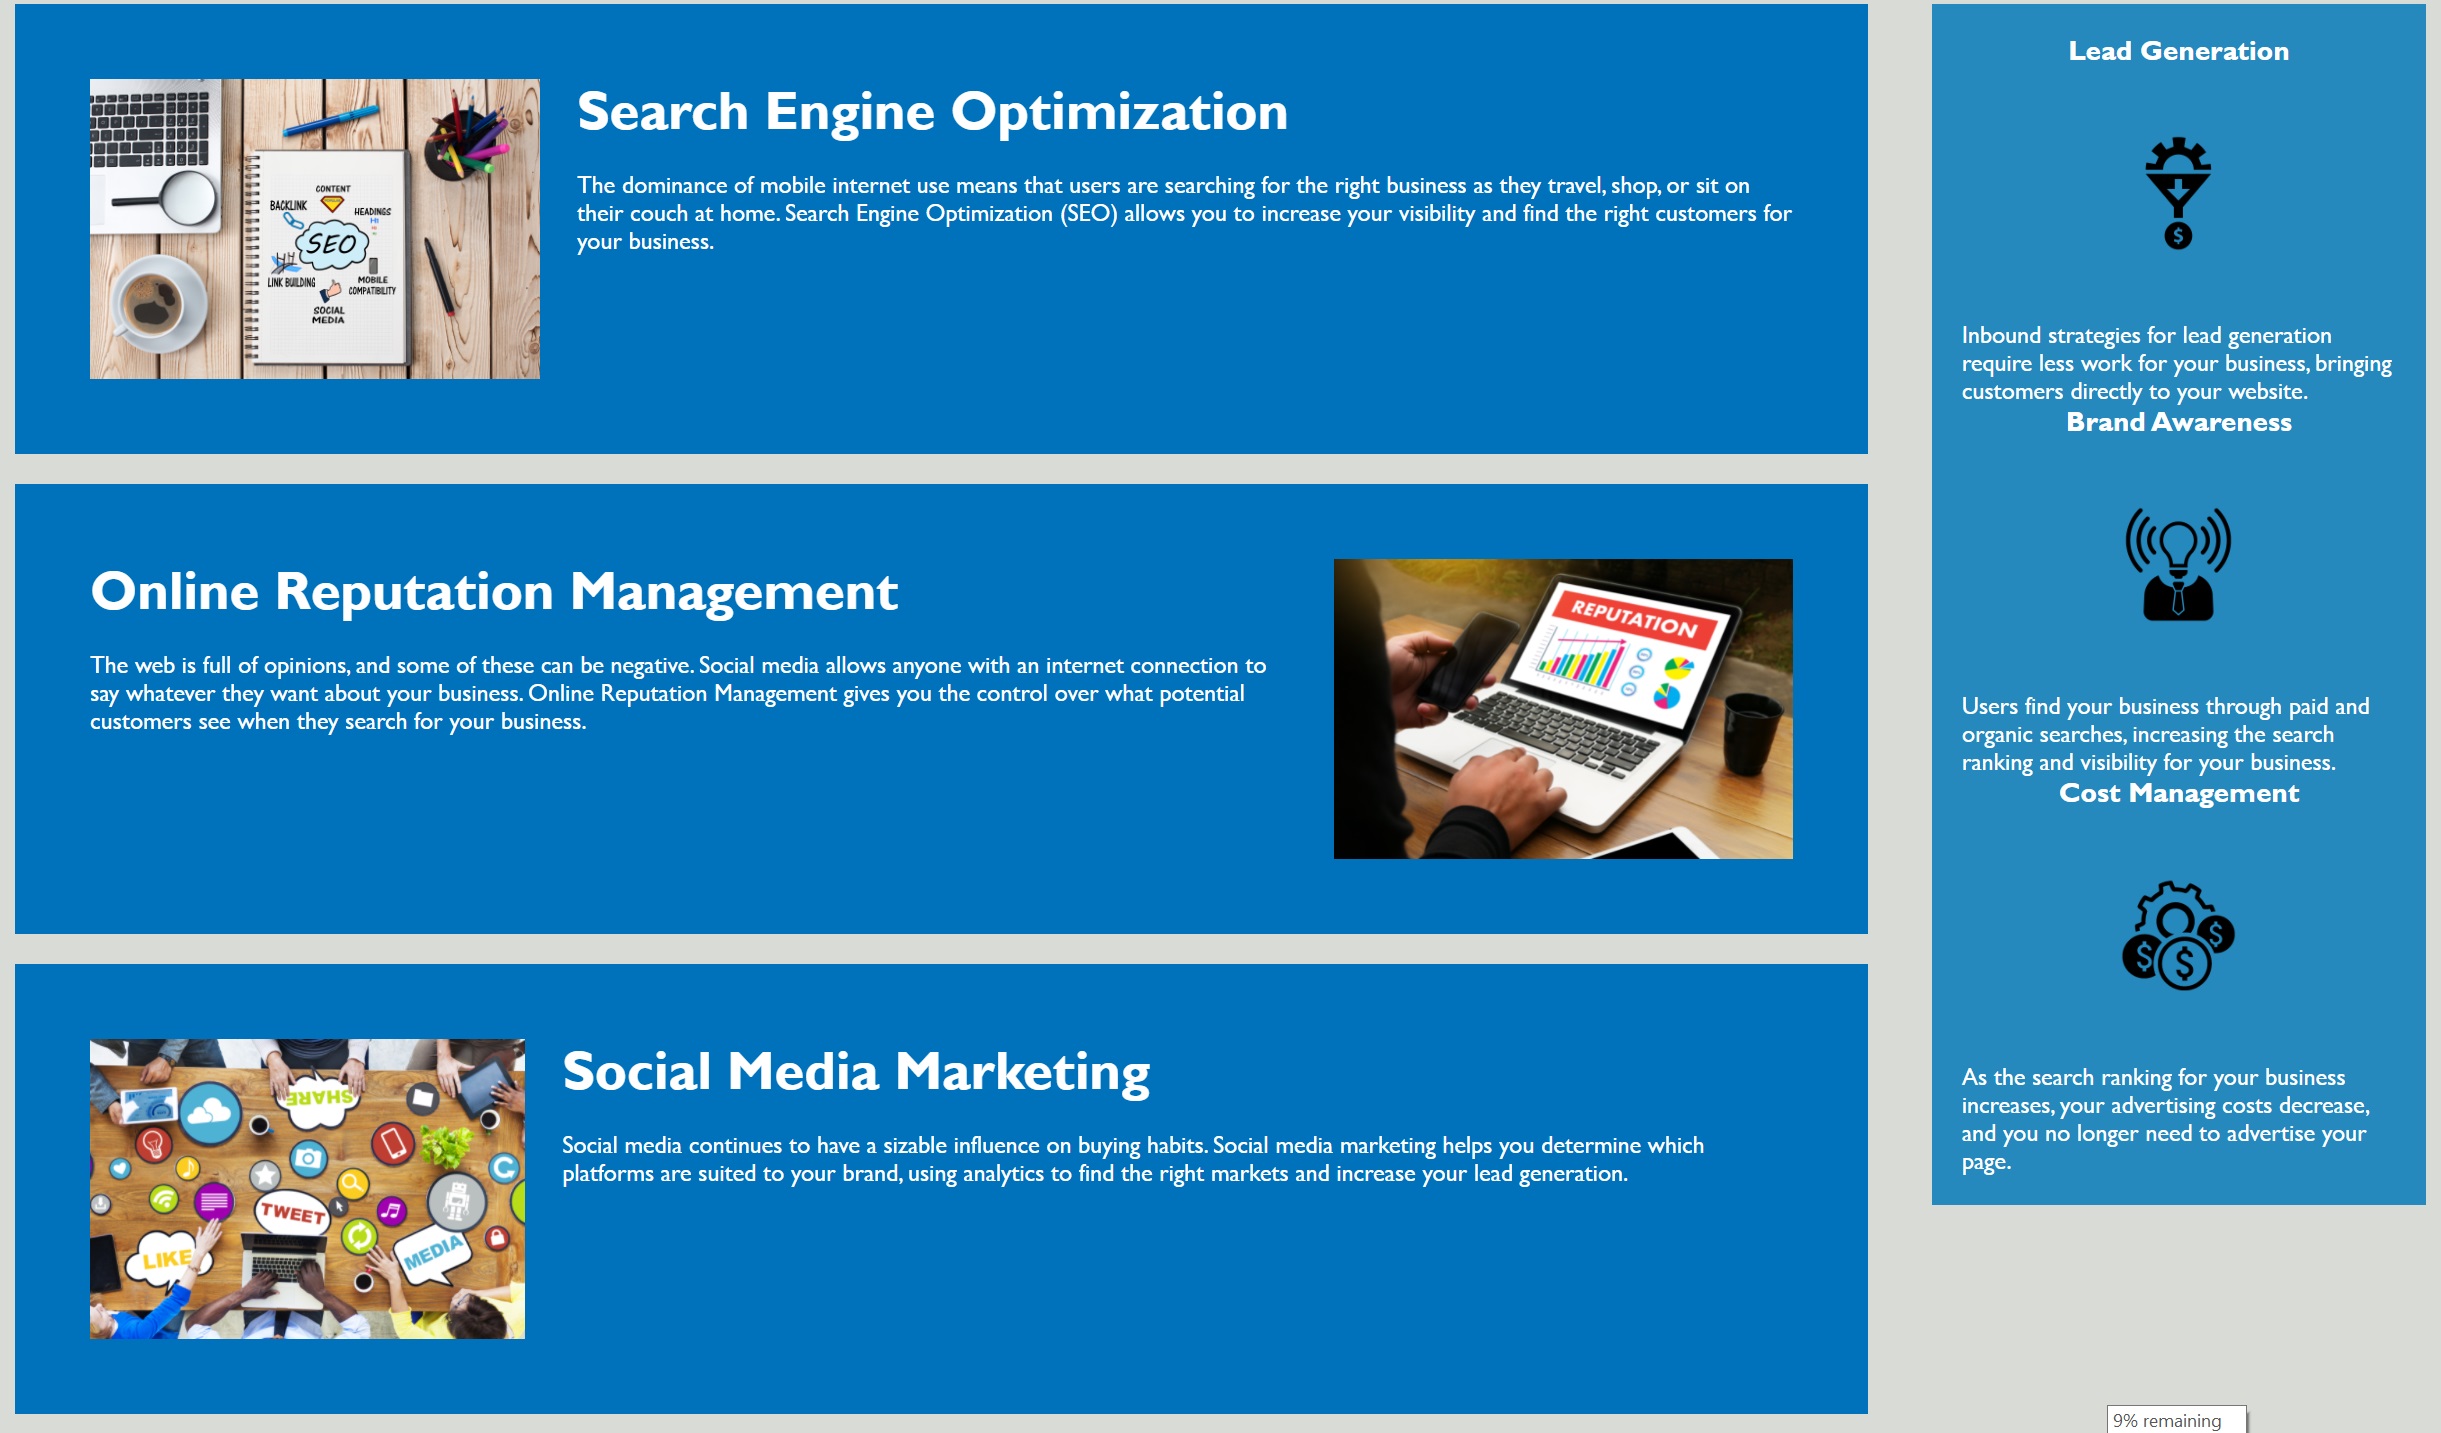 Search Engine Optimization
The dominance of mobile internet use means that users are searching for the right business as they travel, shop, or sit on
their couch at home. Search Engine Optimization (SEO) allows you to increase your visibility and find the right customers for
your business.
CONTENT
BACKLINK
HEADINGS
H1
SEO
LINK BUILDING
MOBILE
COMPATIBILITY
SOCIAL
MEDIA
Online Reputation Management
The web is full of opinions, and some of these can be negative. Social media allows anyone with an internet connection to
say whatever they want about your business. Online Reputation Management gives you the control over what potential
customers see when they search for your business.
REPUTATION
Social Media Marketing
Social media continues to have a sizable influence on buying habits. Social media marketing helps you determine which
platforms are suited to your brand, using analytics to find the right markets and increase your lead generation.
SHARE
TWEET
LIKE
MEDIA
Lead Generation
$
Inbound strategies for lead generation
require less work for your business, bringing
customers directly to your website.
Brand Awareness
Users find your business through paid and
organic searches, increasing the search
ranking and visibility for your business.
Cost Management
$ $ $
As the search ranking for your business
increases, your advertising costs decrease,
and you no longer need to advertise your
page.
9% remaining